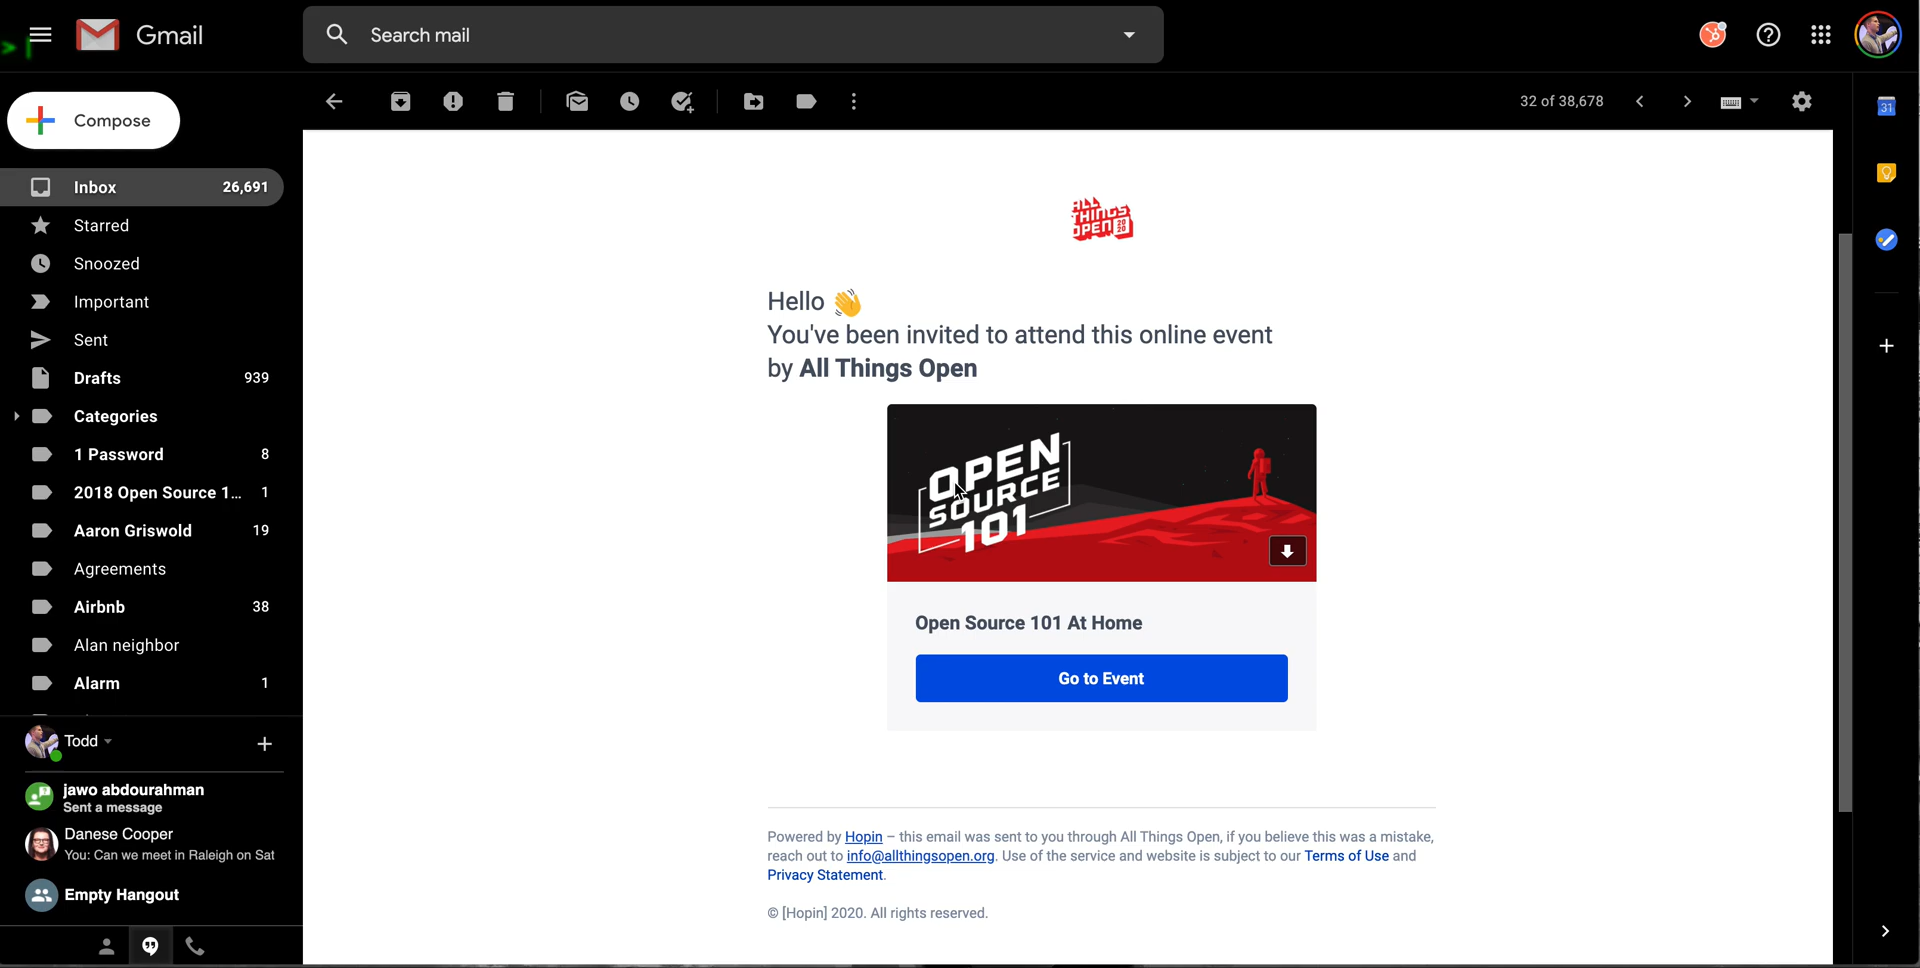 Gmail
Search mail
Compose
32 of 38,678
31
Inbox 26,691
Starred
Snoozed
Important
Sent
Drafts 939
Categories
1 Password 8
2018 Open Source 1... 1
Aaron Griswold 19
Agreements
Airbnb 38
Alan neighbor
Alarm 1
Todd
jawo abdourahman
Sent a message
Danese Cooper
You: Can we meet in Raleigh on Sat
Empty Hangout
ALL
THINGS
OPEN 2020
Hello 👋
You've been invited to attend this online event
by All Things Open
OPEN
SOURCE
101
Open Source 101 At Home
Go to Event
Powered by Hopin – this email was sent to you through All Things Open, if you believe this was a mistake,
reach out to info@allthingsopen.org. Use of the service and website is subject to our Terms of Use and
Privacy Statement.
© [Hopin] 2020. All rights reserved.